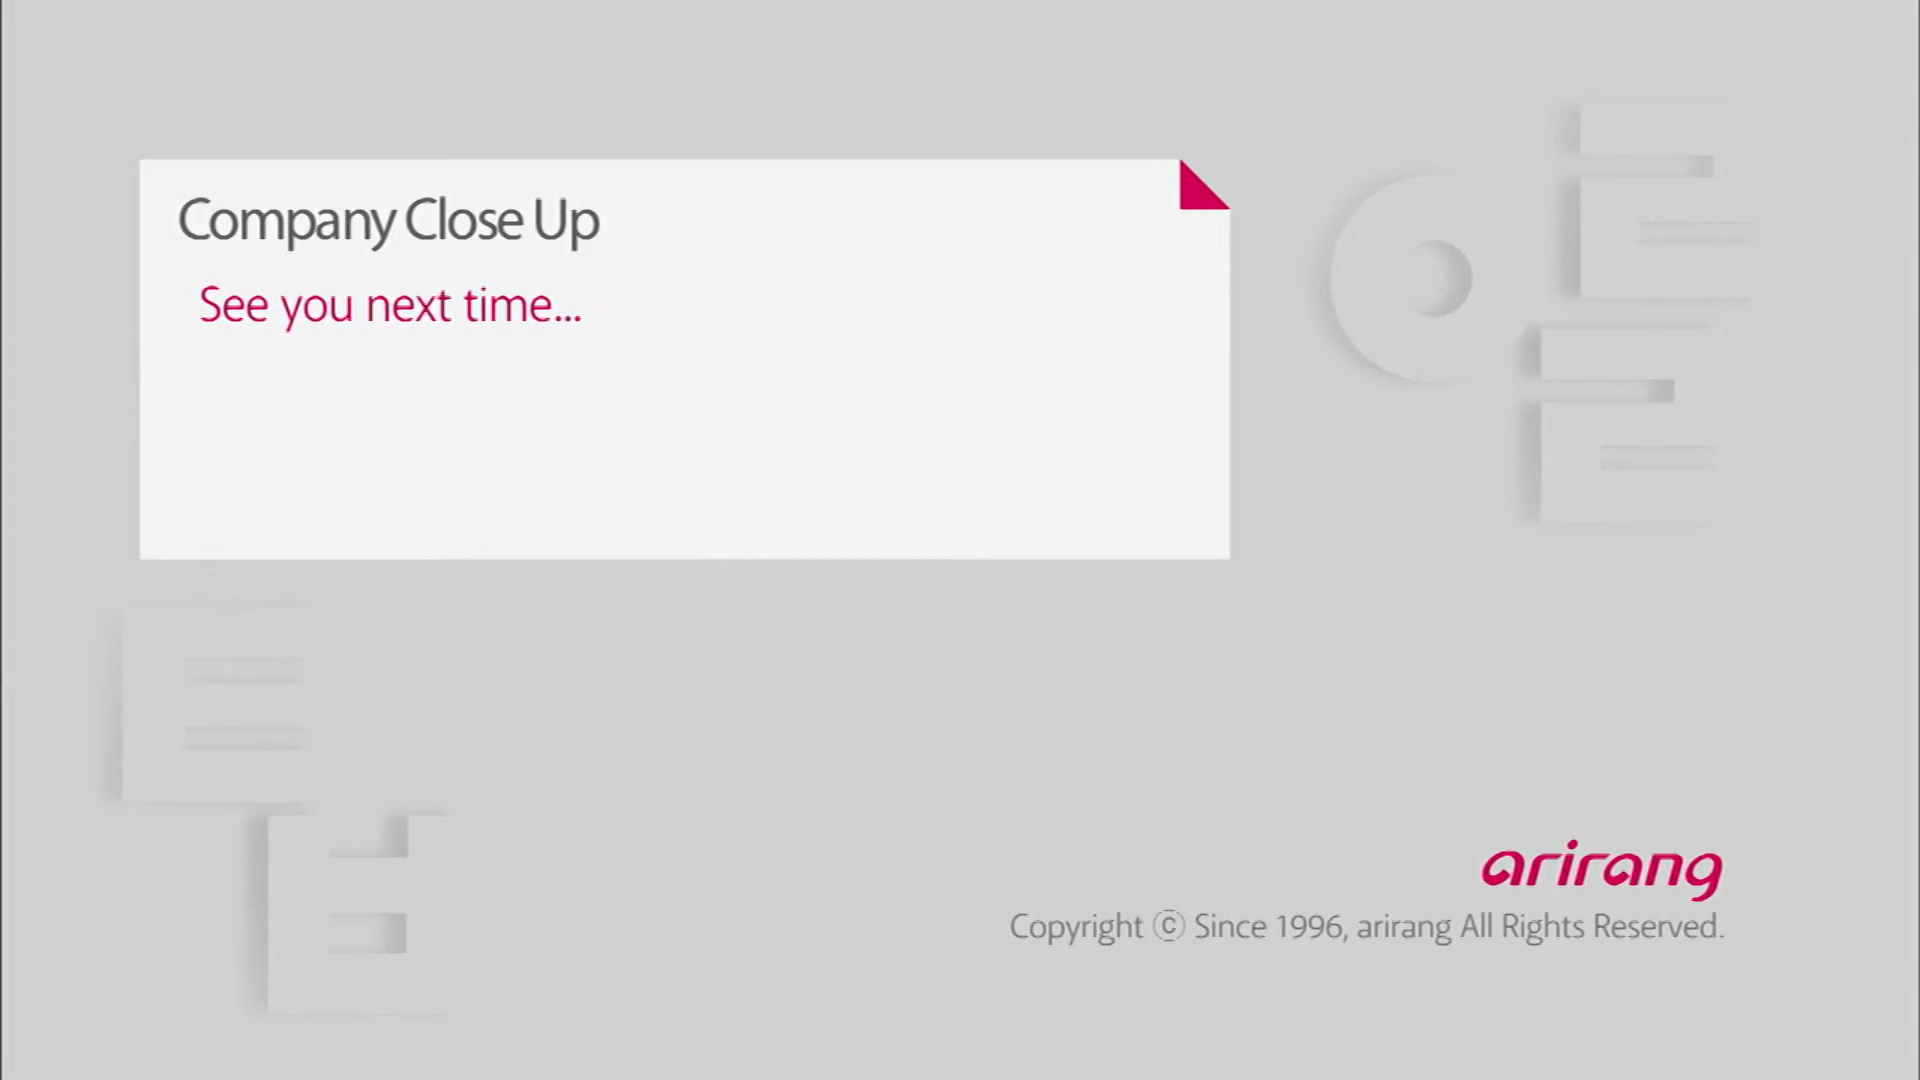 Company Close Up
See you next time...
arirang
Copyright ⓒ Since 1996, arirang All Rights Reserved.